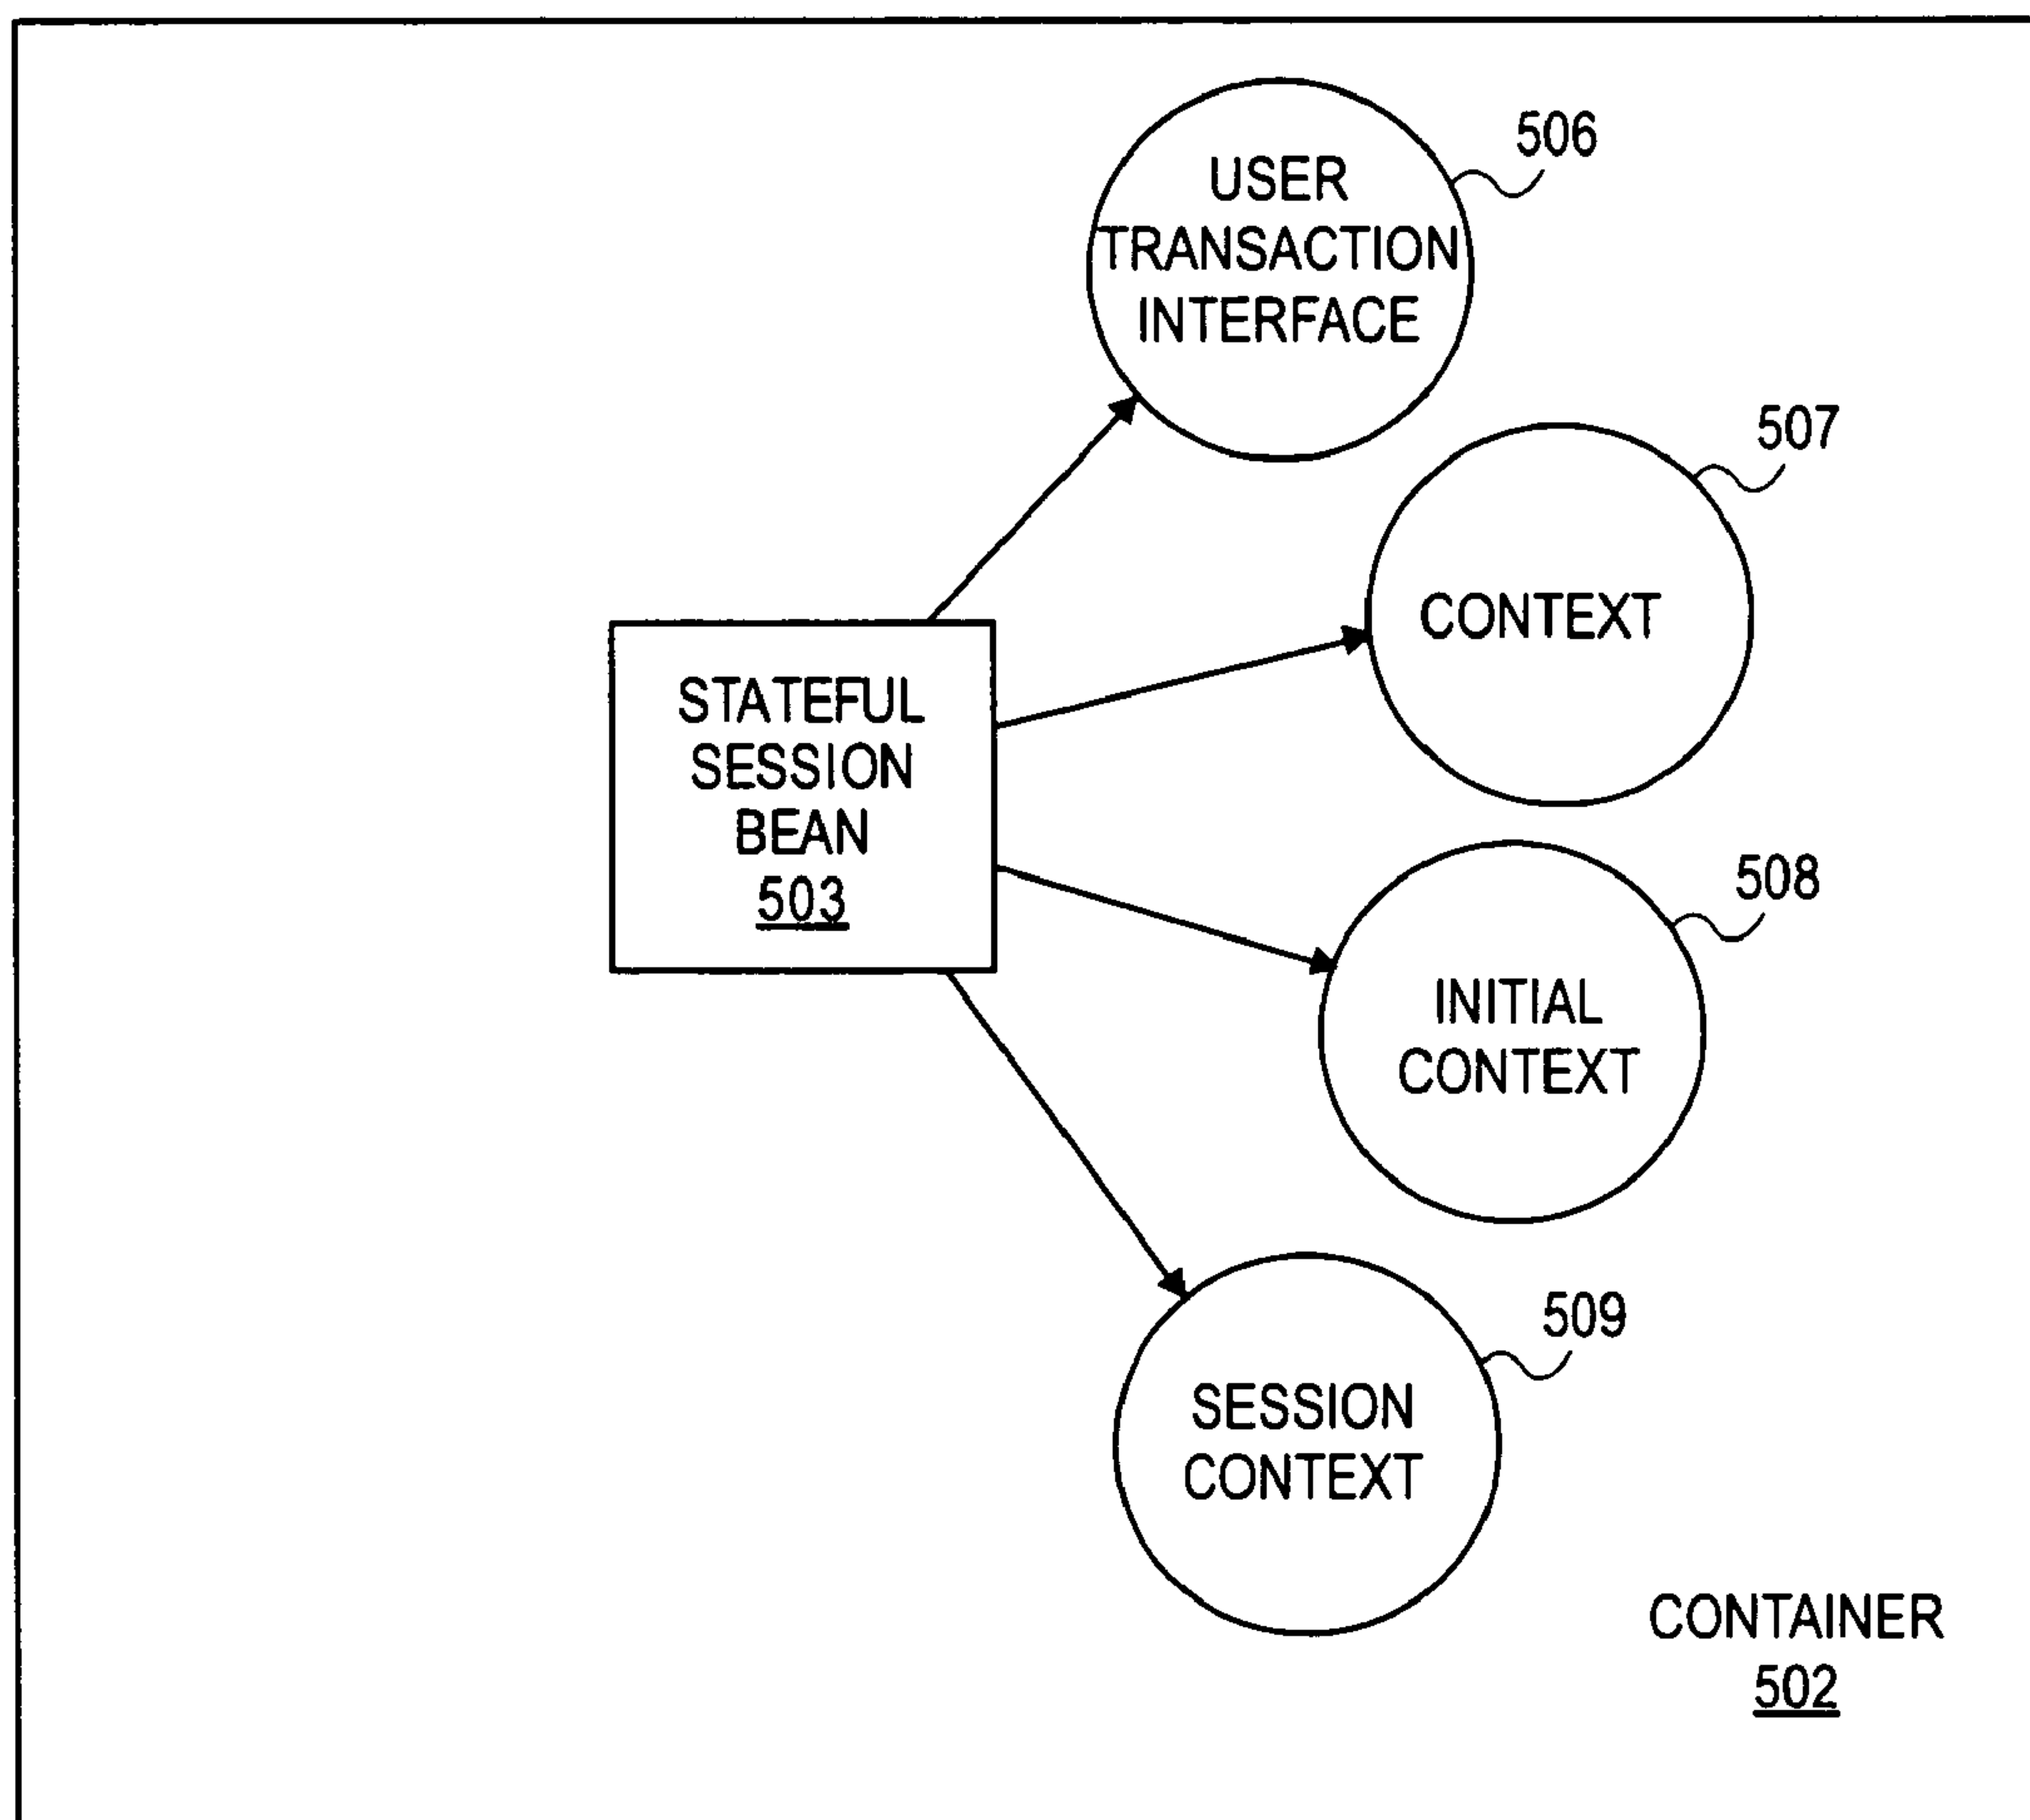 506
USER
TRANSACTION
INTERFACE
507
CONTEXT
STATEFUL
SESSION
BEAN
503
508
INITIAL
CONTEXT
509
SESSION
CONTEXT
CONTAINER
502